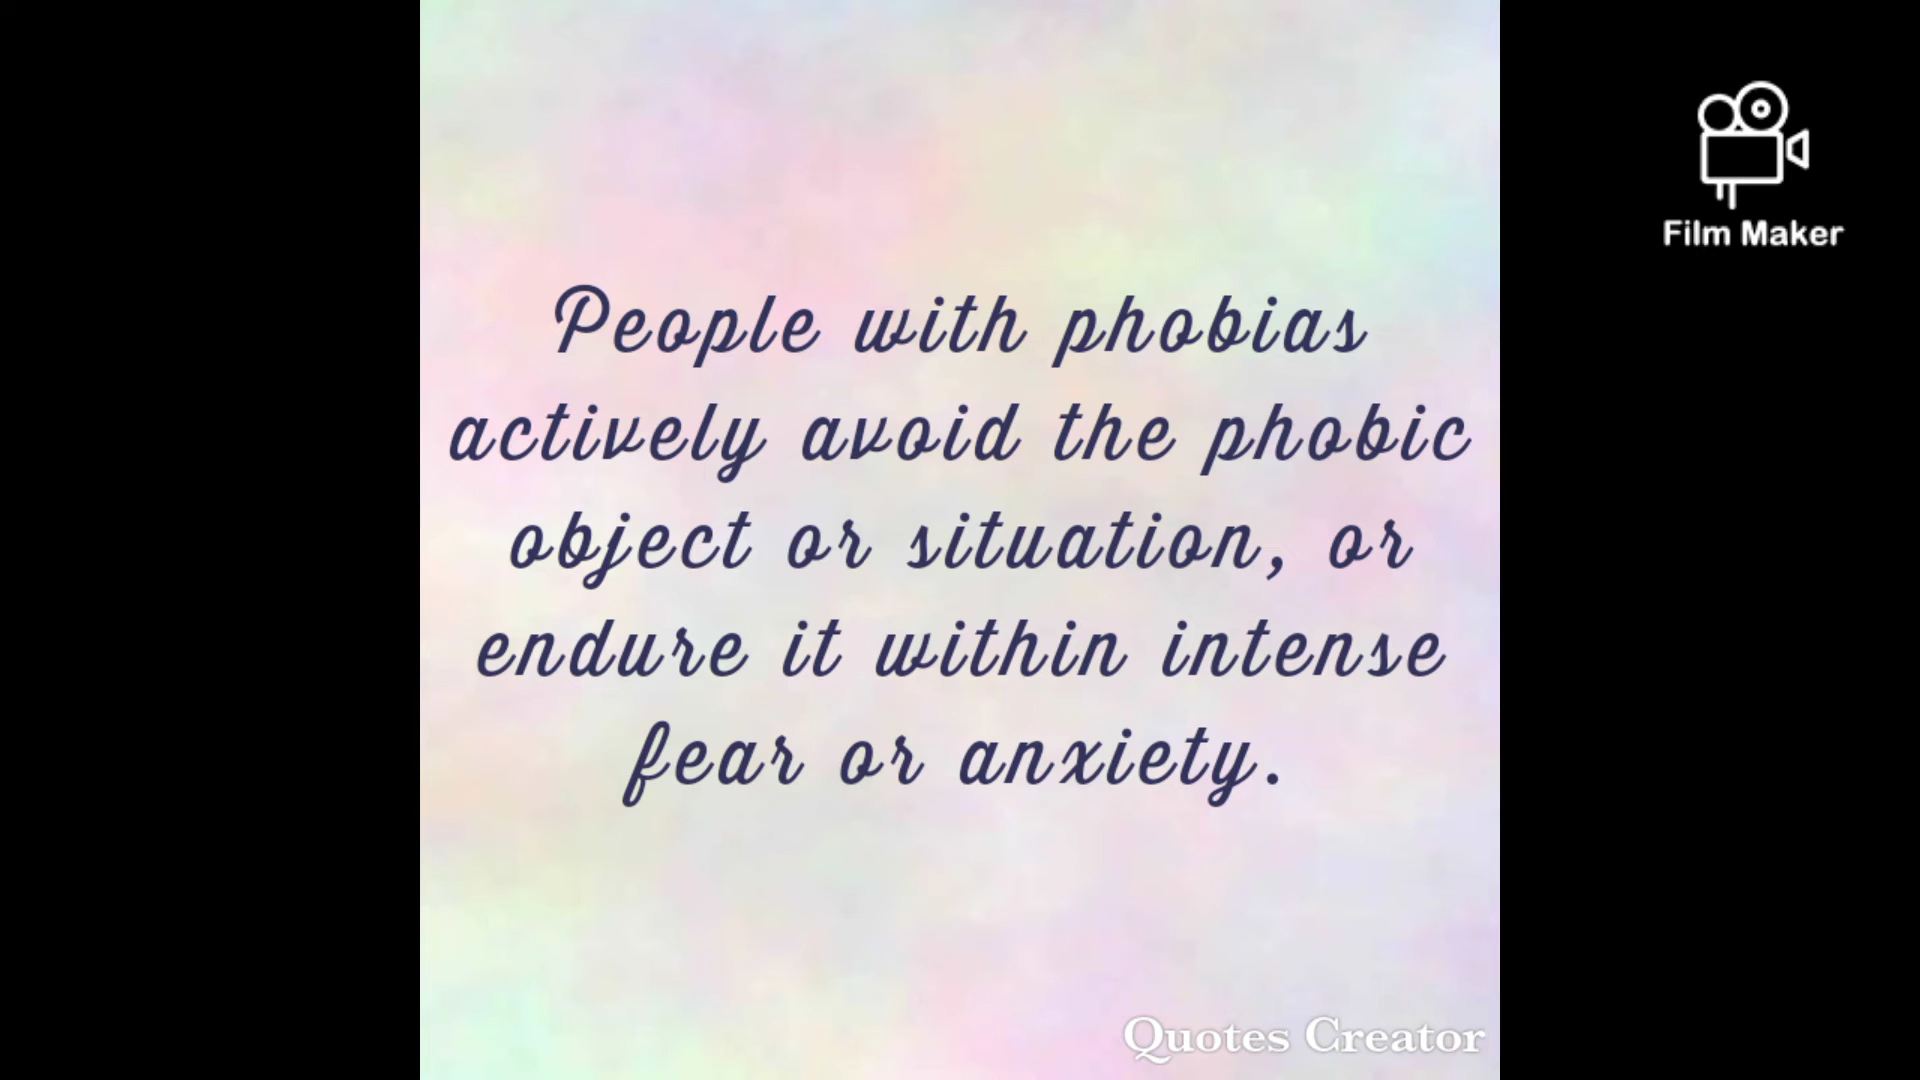 Film Maker
People with phobias
actively avoid the phobic
object or situation, or
endure it within intense
fear or anxiety.
Quotes Creator